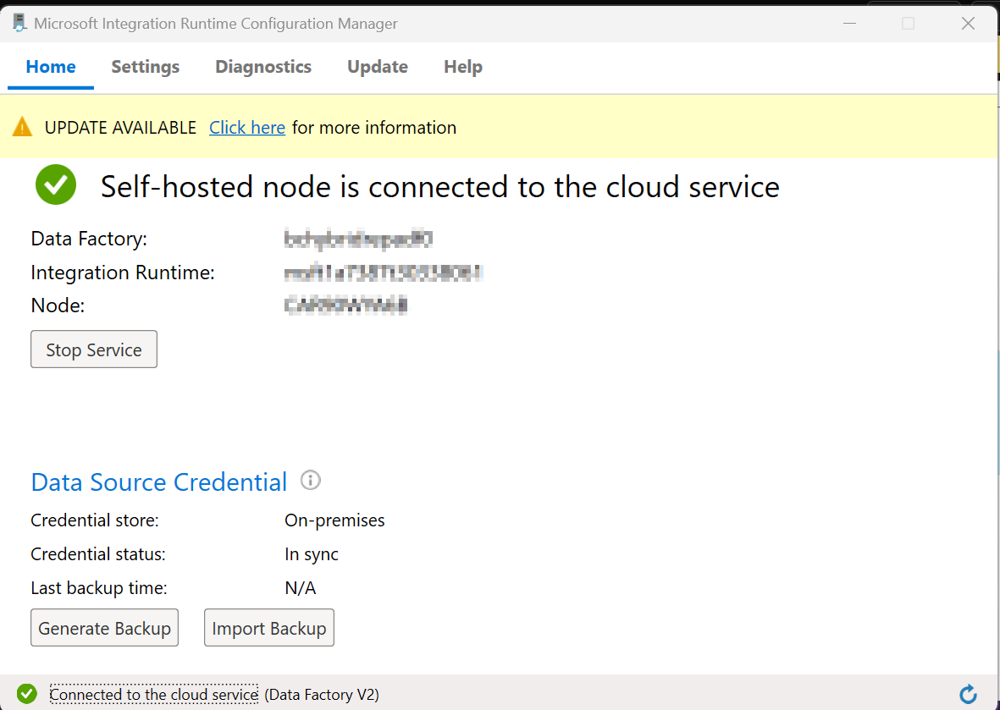 Microsoft Integration Runtime Configuration Manager
Home Settings Diagnostics Update Help
UPDATE AVAILABLE Click here for more information
Self-hosted node is connected to the cloud service
Data Factory:
Integration Runtime:
Node:
Stop Service
Data Source Credential
Credential store: On-premises
Credential status: In sync
Last backup time: N/A
Generate Backup Import Backup
Connected to the cloud service (Data Factory V2)